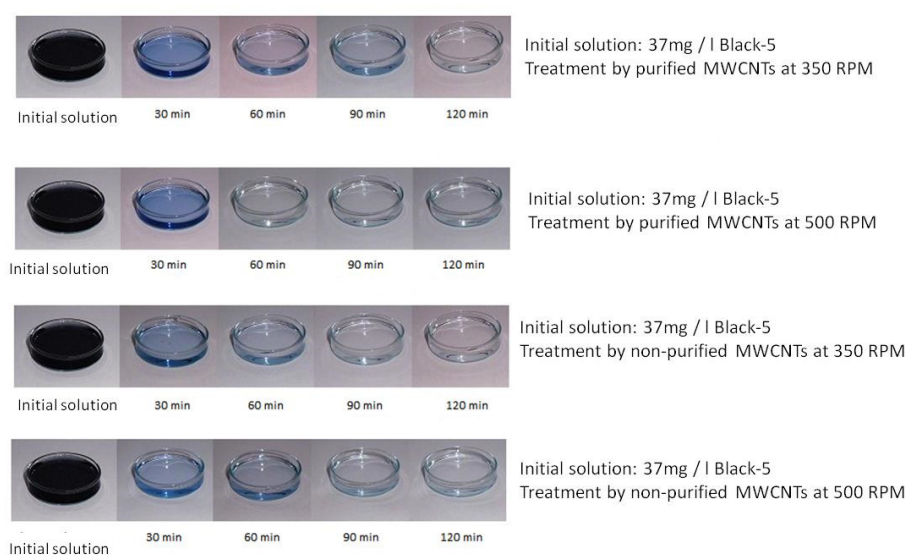 Initial solution: 37mg / l Black-5
Treatment by purified MWCNTs at 350 RPM
Initial solution
30 min
60 min
90 min
120 min
Initial solution: 37mg / l Black-5
Treatment by purified MWCNTs at 500 RPM
Initial solution
30 min
60 min
90 min
120 min
Initial solution: 37mg / l Black-5
Treatment by non-purified MWCNTs at 350 RPM
Initial solution
30 min
60 min
90 min
120 min
Initial solution: 37mg / l Black-5
Treatment by non-purified MWCNTs at 500 RPM
Initial solution
30 min
60 min
90 min
120 min